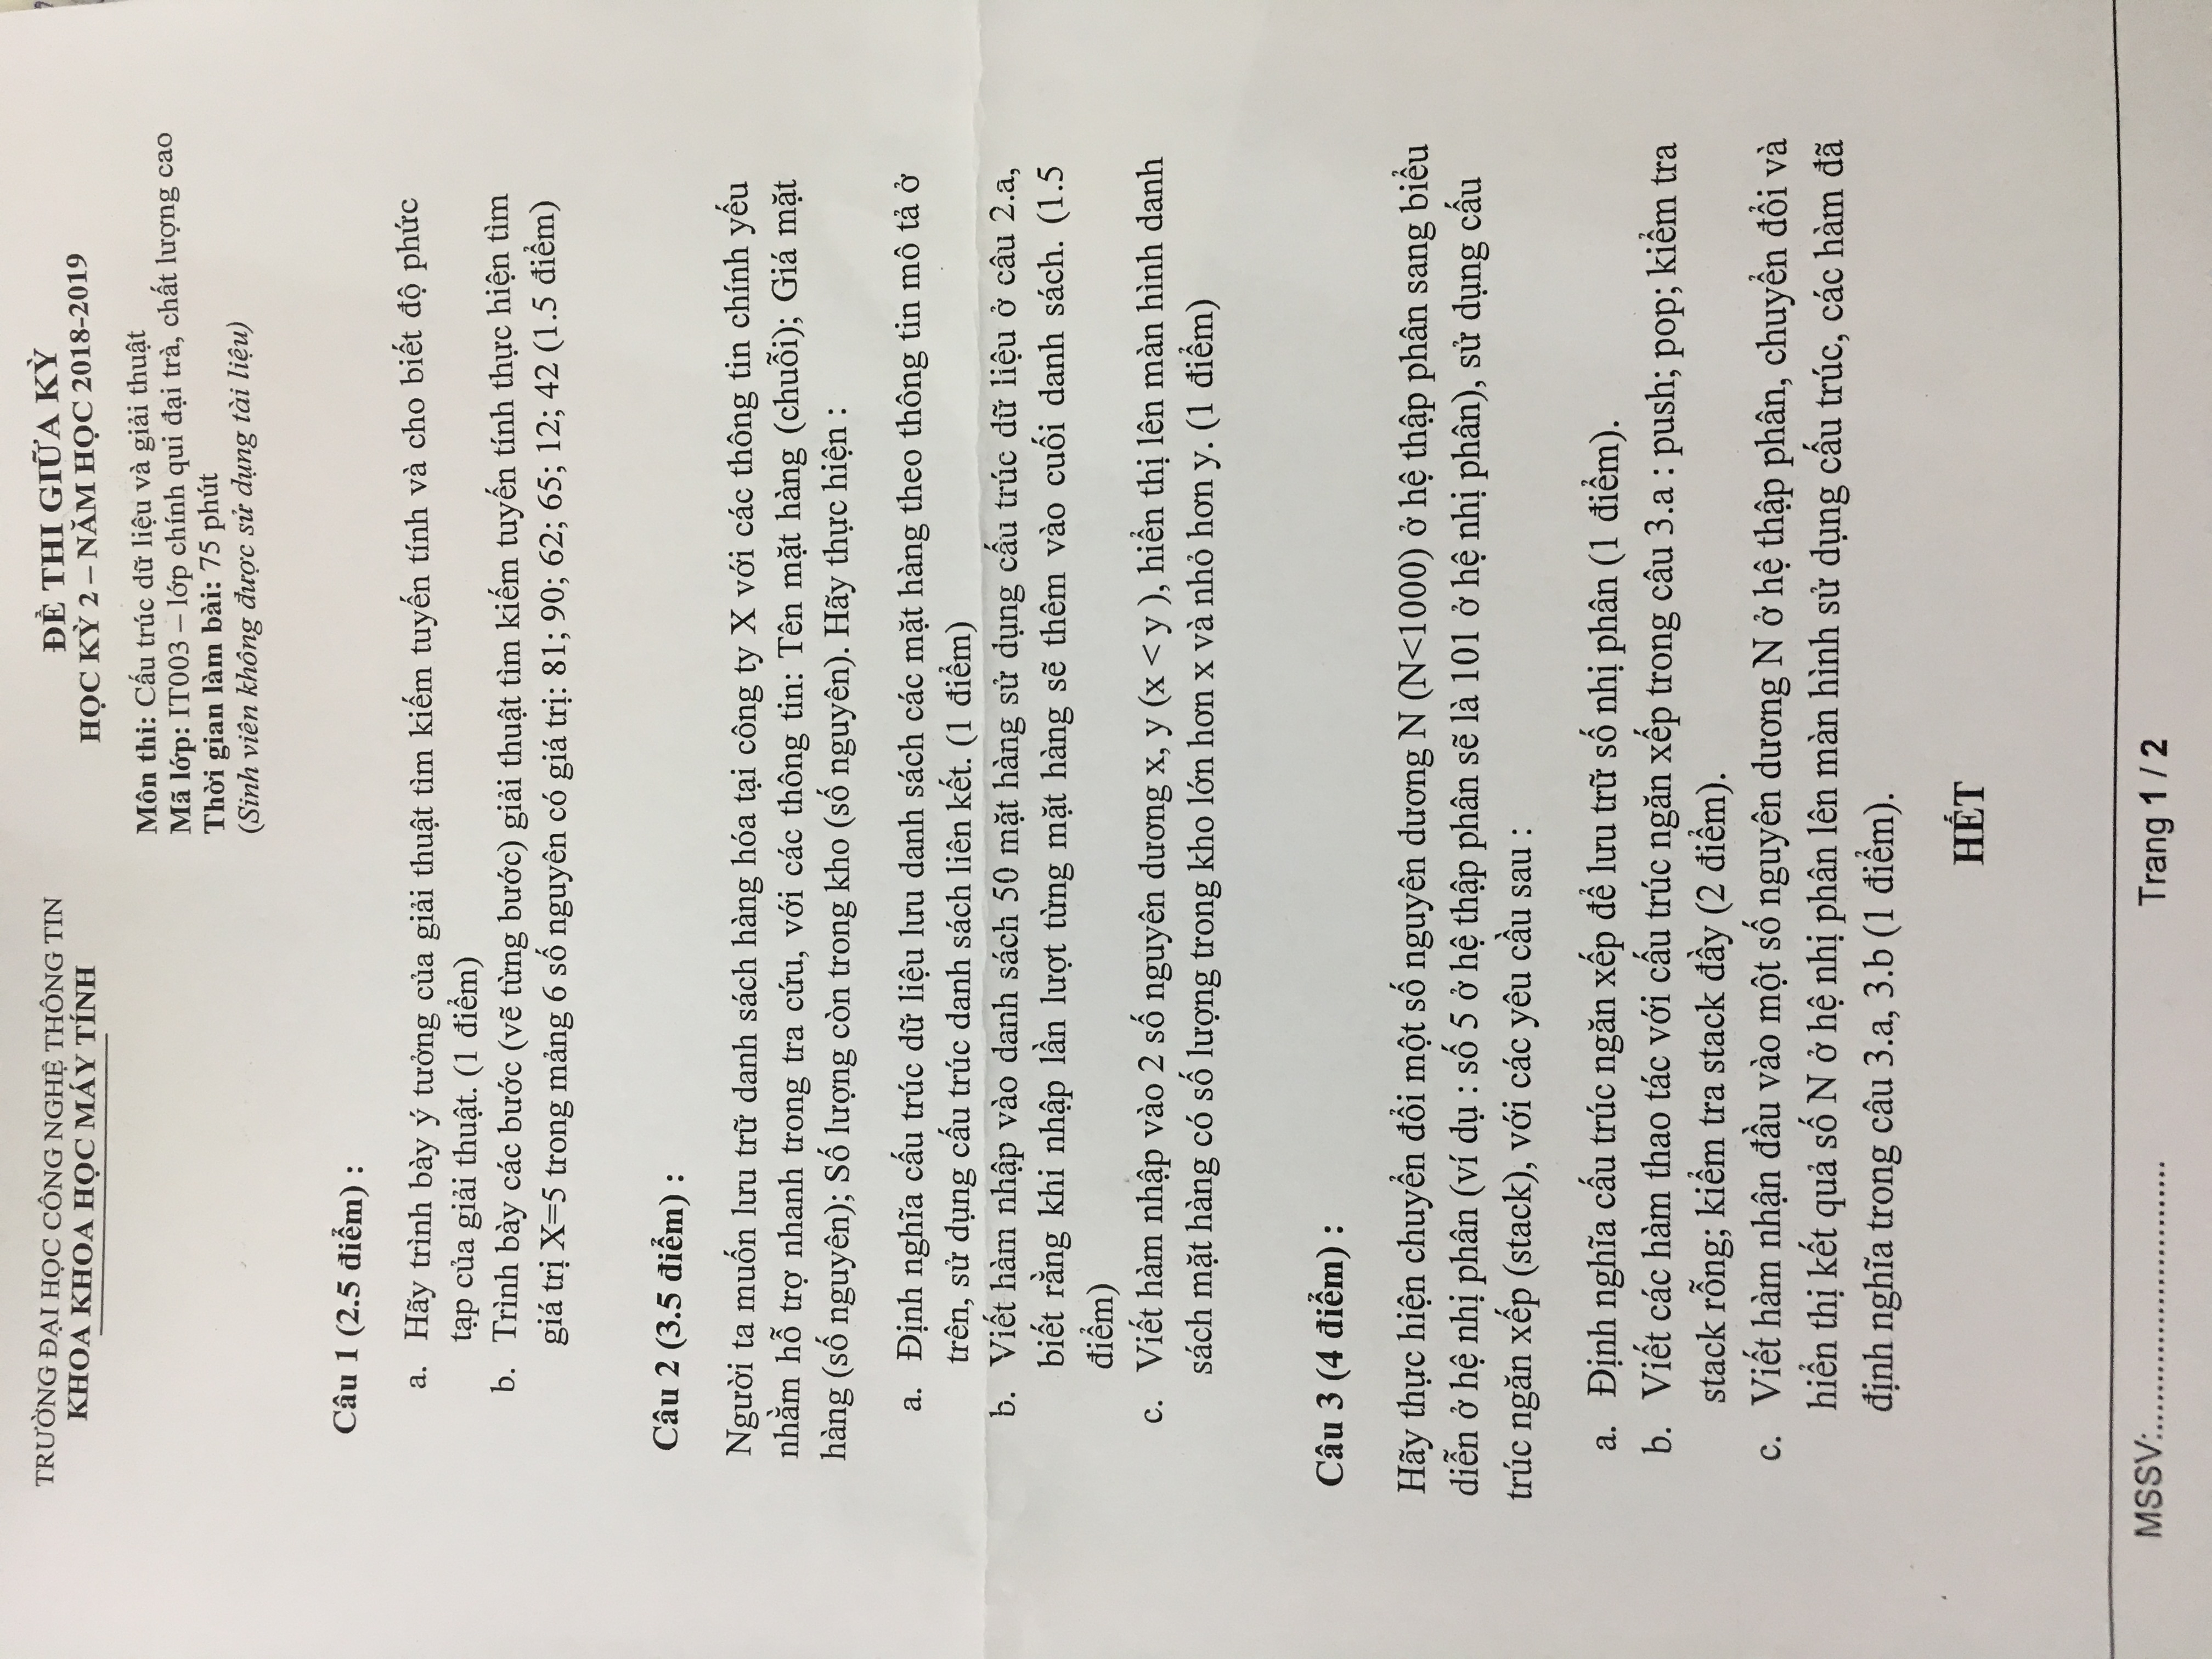 TRƯỜNG ĐẠI HỌC CÔNG NGHỆ THÔNG TIN
KHOA KHOA HỌC MÁY TÍNH
ĐỀ THI GIỮA KỲ
HỌC KỲ 2 – NĂM HỌC 2018-2019
Môn thi: Cấu trúc dữ liệu và giải thuật
Mã lớp: IT003 – lớp chính qui đại trà, chất lượng cao
Thời gian làm bài: 75 phút
(Sinh viên không được sử dụng tài liệu)
Câu 1 (2.5 điểm) :
a. Hãy trình bày ý tưởng của giải thuật tìm kiếm tuyến tính và cho biết độ phức
tạp của giải thuật. (1 điểm)
b. Trình bày các bước (vẽ từng bước) giải thuật tìm kiếm tuyến tính thực hiện tìm
giá trị X=5 trong mảng 6 số nguyên có giá trị: 81; 90; 62; 65; 12; 42 (1.5 điểm)
Câu 2 (3.5 điểm) :
Người ta muốn lưu trữ danh sách hàng hóa tại công ty X với các thông tin chính yếu
nhằm hỗ trợ nhanh trong tra cứu, với các thông tin: Tên mặt hàng (chuỗi); Giá mặt
hàng (số nguyên); Số lượng còn trong kho (số nguyên). Hãy thực hiện :
a. Định nghĩa cấu trúc dữ liệu lưu danh sách các mặt hàng theo thông tin mô tả ở
trên, sử dụng cấu trúc danh sách liên kết. (1 điểm)
b. Viết hàm nhập vào danh sách 50 mặt hàng sử dụng cấu trúc dữ liệu ở câu 2.a,
biết rằng khi nhập lần lượt từng mặt hàng sẽ thêm vào cuối danh sách. (1.5
điểm)
c. Viết hàm nhập vào 2 số nguyên dương x, y (x < y ), hiển thị lên màn hình danh
sách mặt hàng có số lượng trong kho lớn hơn x và nhỏ hơn y. (1 điểm)
Câu 3 (4 điểm) :
Hãy thực hiện chuyển đổi một số nguyên dương N (N<1000) ở hệ thập phân sang biểu
diễn ở hệ nhị phân (ví dụ : số 5 ở hệ thập phân sẽ là 101 ở hệ nhị phân), sử dụng cấu
trúc ngăn xếp (stack), với các yêu cầu sau :
a. Định nghĩa cấu trúc ngăn xếp để lưu trữ số nhị phân (1 điểm).
b. Viết các hàm thao tác với cấu trúc ngăn xếp trong câu 3.a : push; pop; kiểm tra
stack rỗng; kiểm tra stack đầy (2 điểm).
c. Viết hàm nhận đầu vào một số nguyên dương N ở hệ thập phân, chuyển đổi và
hiển thị kết quả số N ở hệ nhị phân lên màn hình sử dụng cấu trúc, các hàm đã
định nghĩa trong câu 3.a, 3.b (1 điểm).
HẾT
MSSV:.............................. Trang 1 / 2